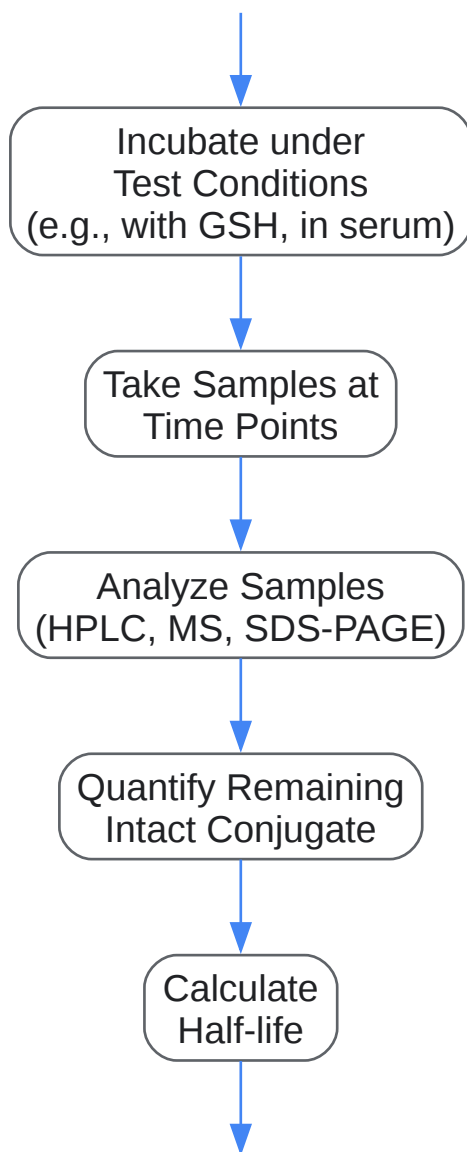 Incubate under
Test Conditions
(e.g., with GSH, in serum)
Take Samples at
Time Points
Analyze Samples
(HPLC, MS, SDS-PAGE)
Quantify Remaining
Intact Conjugate
Calculate
Half-life